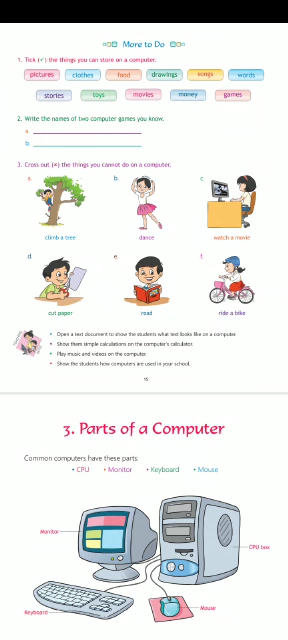 More to Do
1. Tick (✓) the things you can store on a computer.
pictures clothes food drawings songs words
stories toys movies money games
2. Write the names of two computer games you know.
a.
b.
3. Cross out (×) the things you cannot do on a computer.
a. b. c.
climb a tree dance watch a movie
d. e. f.
cut paper read ride a bike
• Open a text document to show the students what text looks like on a computer.
• Show them simple calculations on the computer's calculator.
• Play music and videos on the computer.
• Show the students how computers are used in your school.
15
3. Parts of a Computer
Common computers have these parts:
• CPU • Monitor • Keyboard • Mouse
Monitor
CPU box
Mouse
Keyboard